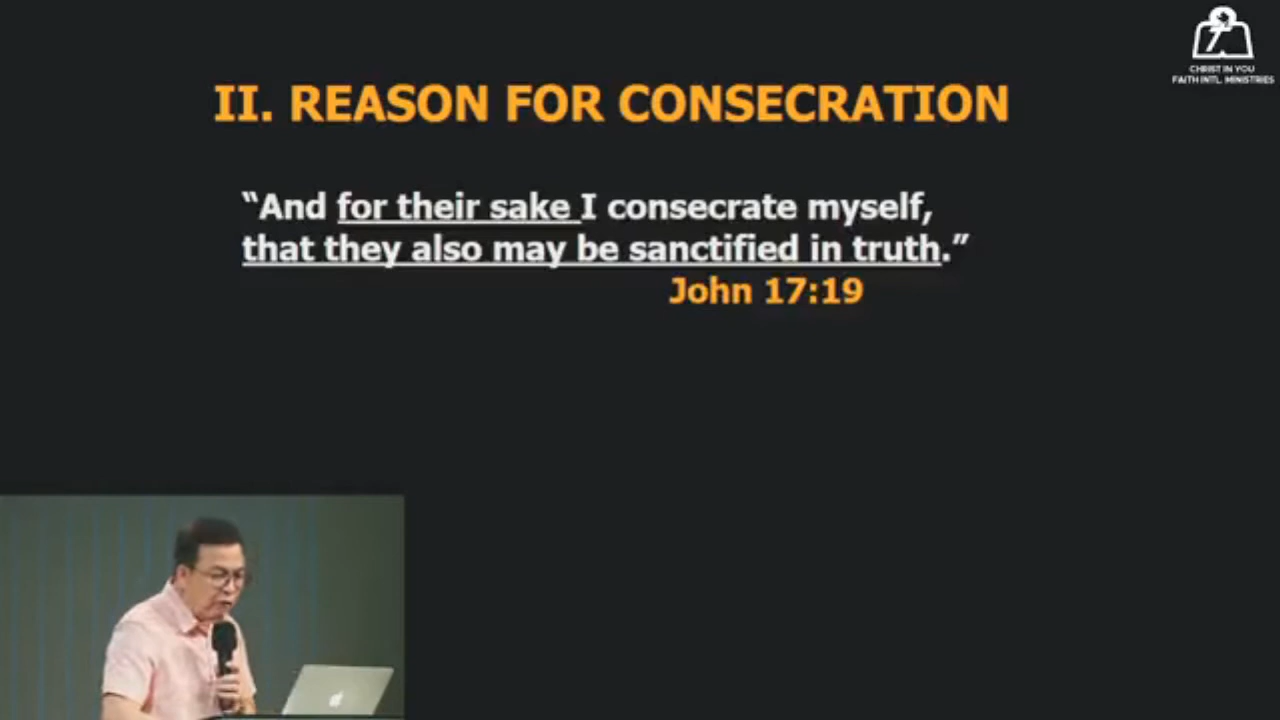 CHRIST IN YOU
FAITH INTL. MINISTRIES
II. REASON FOR CONSECRATION
“And for their sake I consecrate myself,
that they also may be sanctified in truth.”
John 17:19